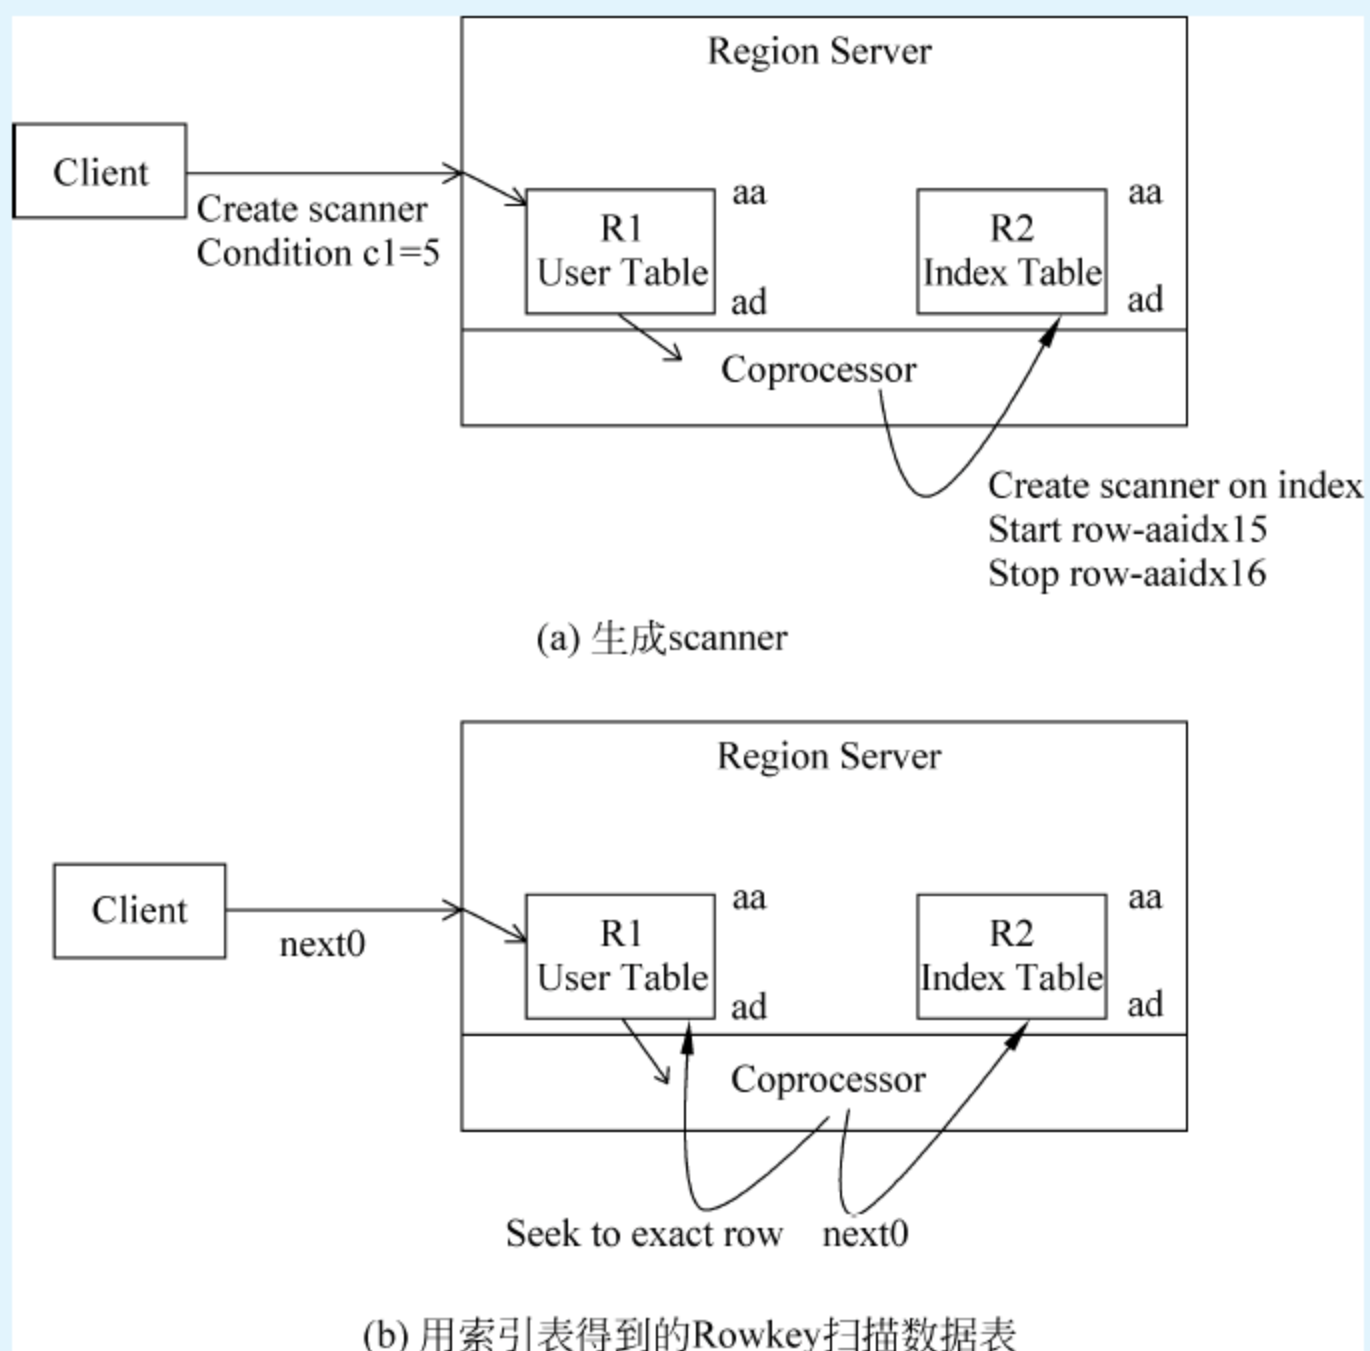 Region Server
Client
Create scanner
Condition c1=5
R1
User Table
aa
ad
R2
Index Table
aa
ad
Coprocessor
Create scanner on index
Start row-aaidx15
Stop row-aaidx16
(a) 生成scanner
Region Server
Client
next0
R1
User Table
aa
ad
R2
Index Table
aa
ad
Coprocessor
Seek to exact row
next0
(b) 用索引表得到的Rowkey扫描数据表